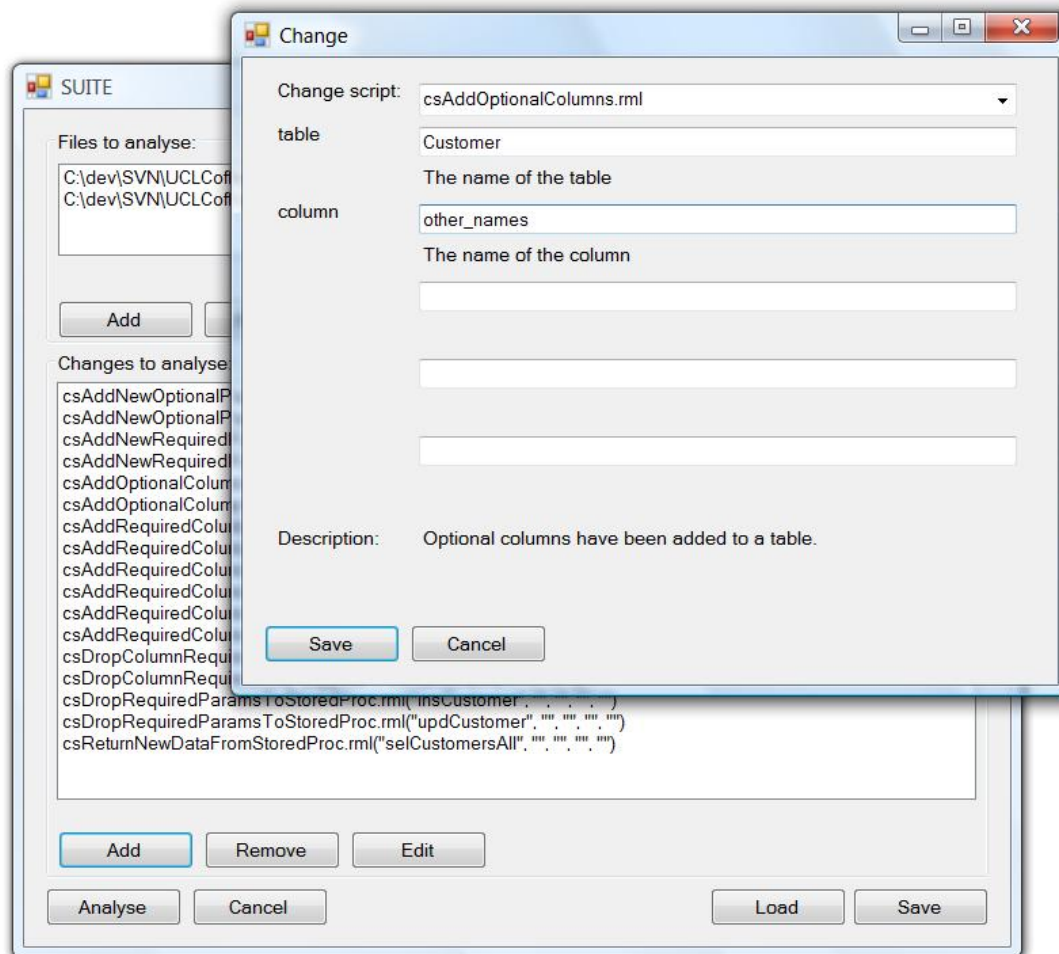 Change
Change script: csAddOptionalColumns.rml
table Customer
The name of the table
column other_names
The name of the column
Description: Optional columns have been added to a table.
Save Cancel
SUITE
Files to analyse:
C:\dev\SVN\UCLCoff
C:\dev\SVN\UCLCoff
Add
Changes to analyse:
csAddNewOptionalP
csAddNewOptionalP
csAddNewRequired
csAddNewRequired
csAddOptionalColum
csAddOptionalColum
csAddRequiredColu
csAddRequiredColu
csAddRequiredColu
csAddRequiredColu
csAddRequiredColu
csAddRequiredColu
csDropColumnRequi
csDropColumnRequi
csDropRequiredParamsToStoredProc.rml("insCustomer", "", "", "", "")
csDropRequiredParamsToStoredProc.rml("updCustomer", "", "", "", "")
csReturnNewDataFromStoredProc.rml("selCustomersAll", "", "", "", "")
Add Remove Edit
Analyse Cancel Load Save